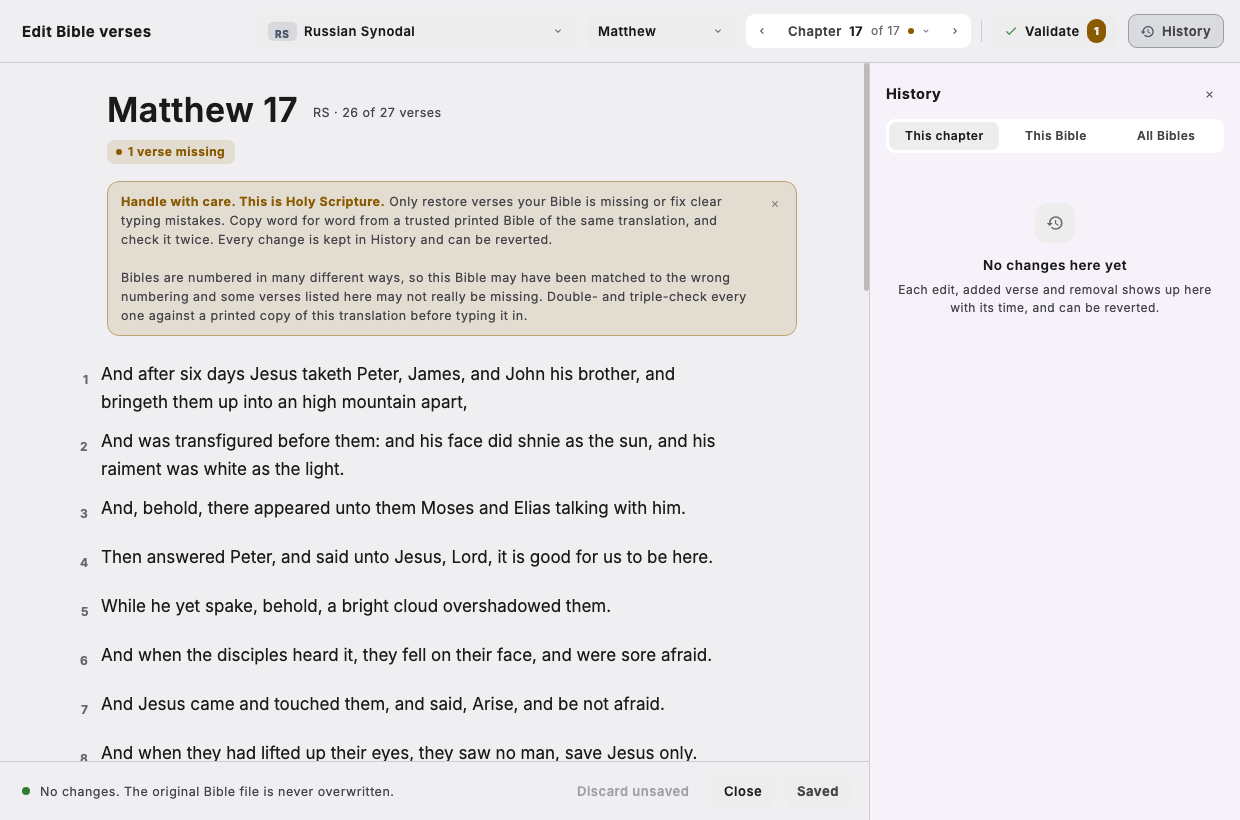 Edit Bible verses
RS Russian Synodal
Matthew
Chapter 17 of 17
Validate 1
History
Matthew 17 RS · 26 of 27 verses
1 verse missing
Handle with care. This is Holy Scripture. Only restore verses your Bible is missing or fix clear
typing mistakes. Copy word for word from a trusted printed Bible of the same translation, and
check it twice. Every change is kept in History and can be reverted.
Bibles are numbered in many different ways, so this Bible may have been matched to the wrong
numbering and some verses listed here may not really be missing. Double- and triple-check every
one against a printed copy of this translation before typing it in.
1 And after six days Jesus taketh Peter, James, and John his brother, and
bringeth them up into an high mountain apart,
2 And was transfigured before them: and his face did shnie as the sun, and his
raiment was white as the light.
3 And, behold, there appeared unto them Moses and Elias talking with him.
4 Then answered Peter, and said unto Jesus, Lord, it is good for us to be here.
5 While he yet spake, behold, a bright cloud overshadowed them.
6 And when the disciples heard it, they fell on their face, and were sore afraid.
7 And Jesus came and touched them, and said, Arise, and be not afraid.
8 And when they had lifted up their eyes, they saw no man, save Jesus only.
No changes. The original Bible file is never overwritten.
Discard unsaved
Close
Saved
History
This chapter
This Bible
All Bibles
No changes here yet
Each edit, added verse and removal shows up here
with its time, and can be reverted.